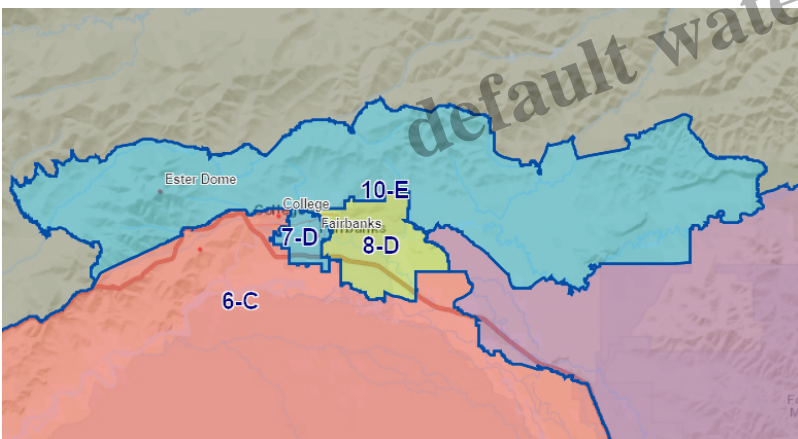 default wate
Ester Dome
10-E
College
Fairbanks
7-D
8-D
6-C